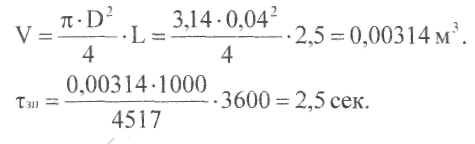 V = π · D² / 4 · L = 3,14 · 0,04² / 4 · 2,5 = 0,00314 м³.
τзп = 0,00314 · 1000 / 4517 · 3600 = 2,5 сек.